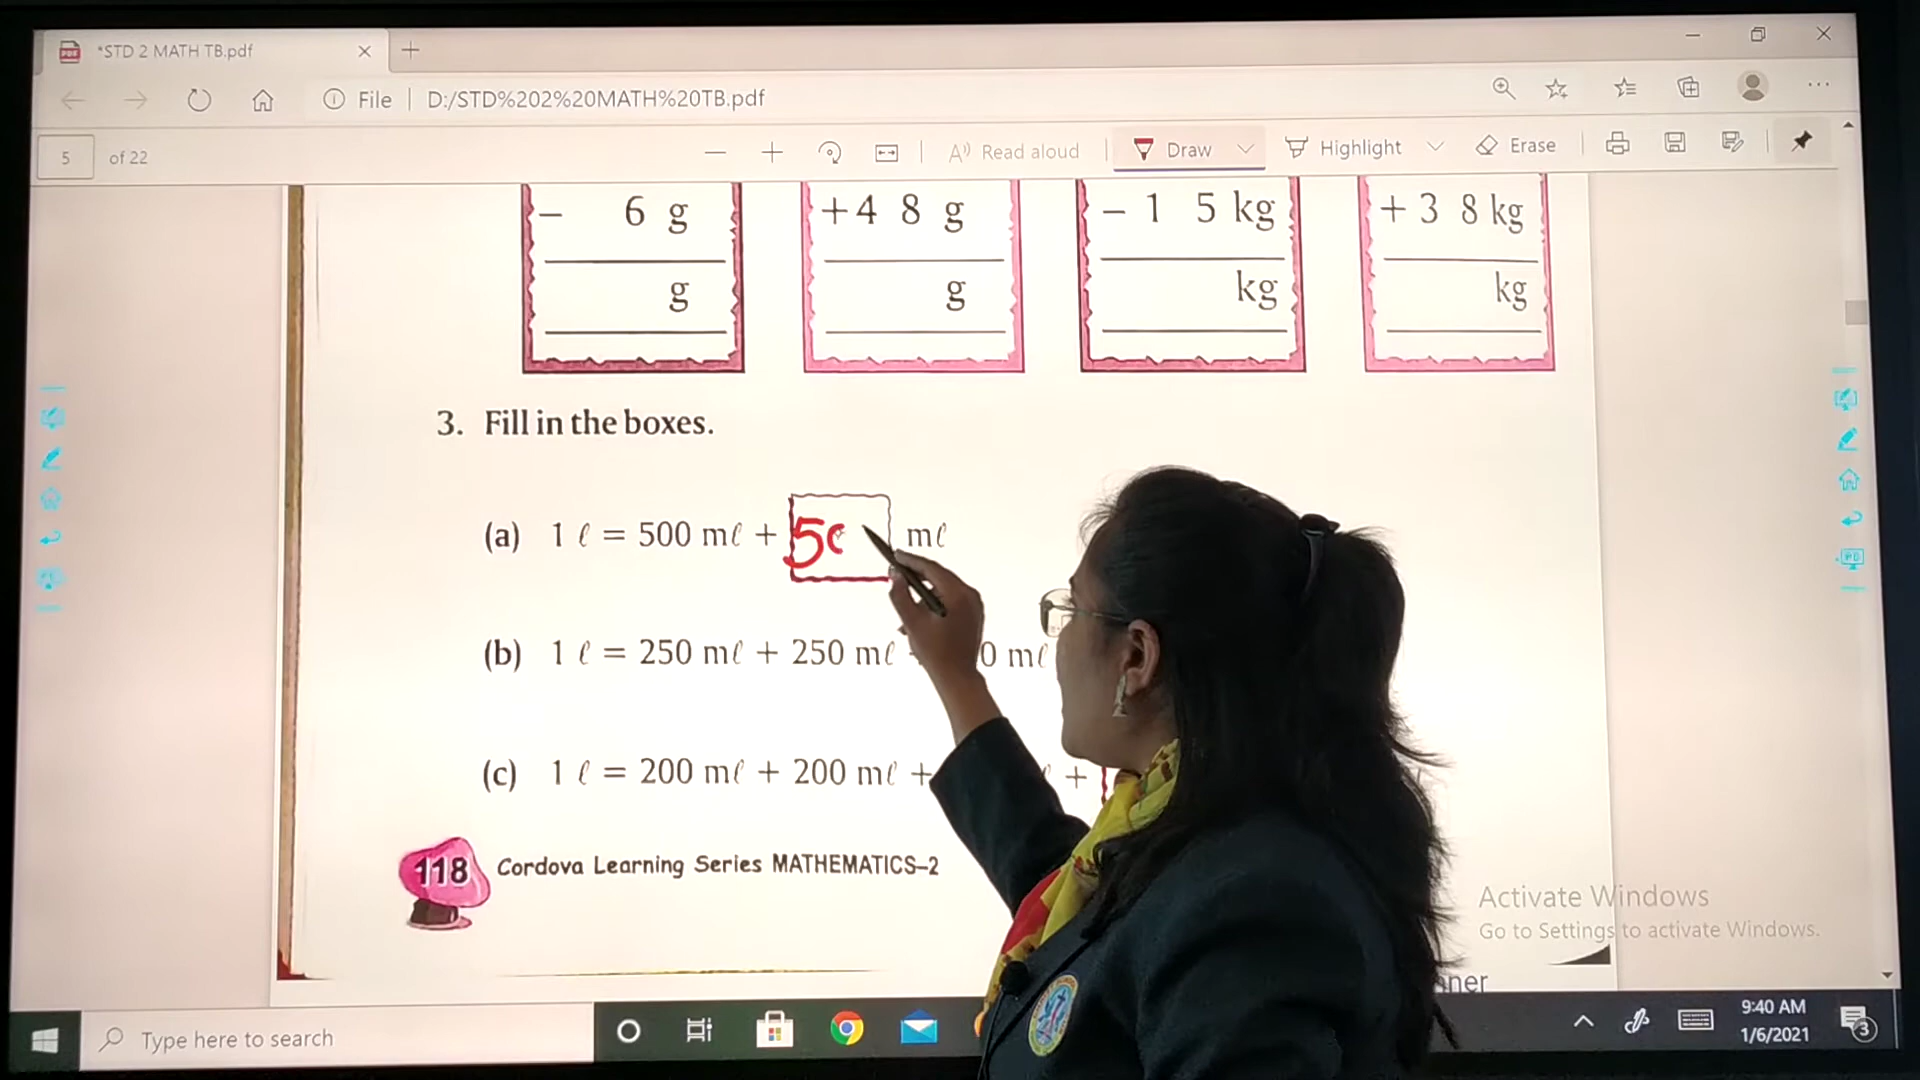 *STD 2 MATH TB.pdf
File | D:/STD%202%20MATH%20TB.pdf
5 of 22
Read aloud Draw Highlight Erase
− 6 g
g
+ 4 8 g
g
− 1 5 kg
kg
+ 3 8 kg
kg
3. Fill in the boxes.
(a) 1 ℓ = 500 mℓ + 50 mℓ
(b) 1 ℓ = 250 mℓ + 250 mℓ 0 mℓ
(c) 1 ℓ = 200 mℓ + 200 mℓ + +
118 Cordova Learning Series MATHEMATICS–2
Activate Windows
Go to Settings to activate Windows.
Type here to search
9:40 AM
1/6/2021
3